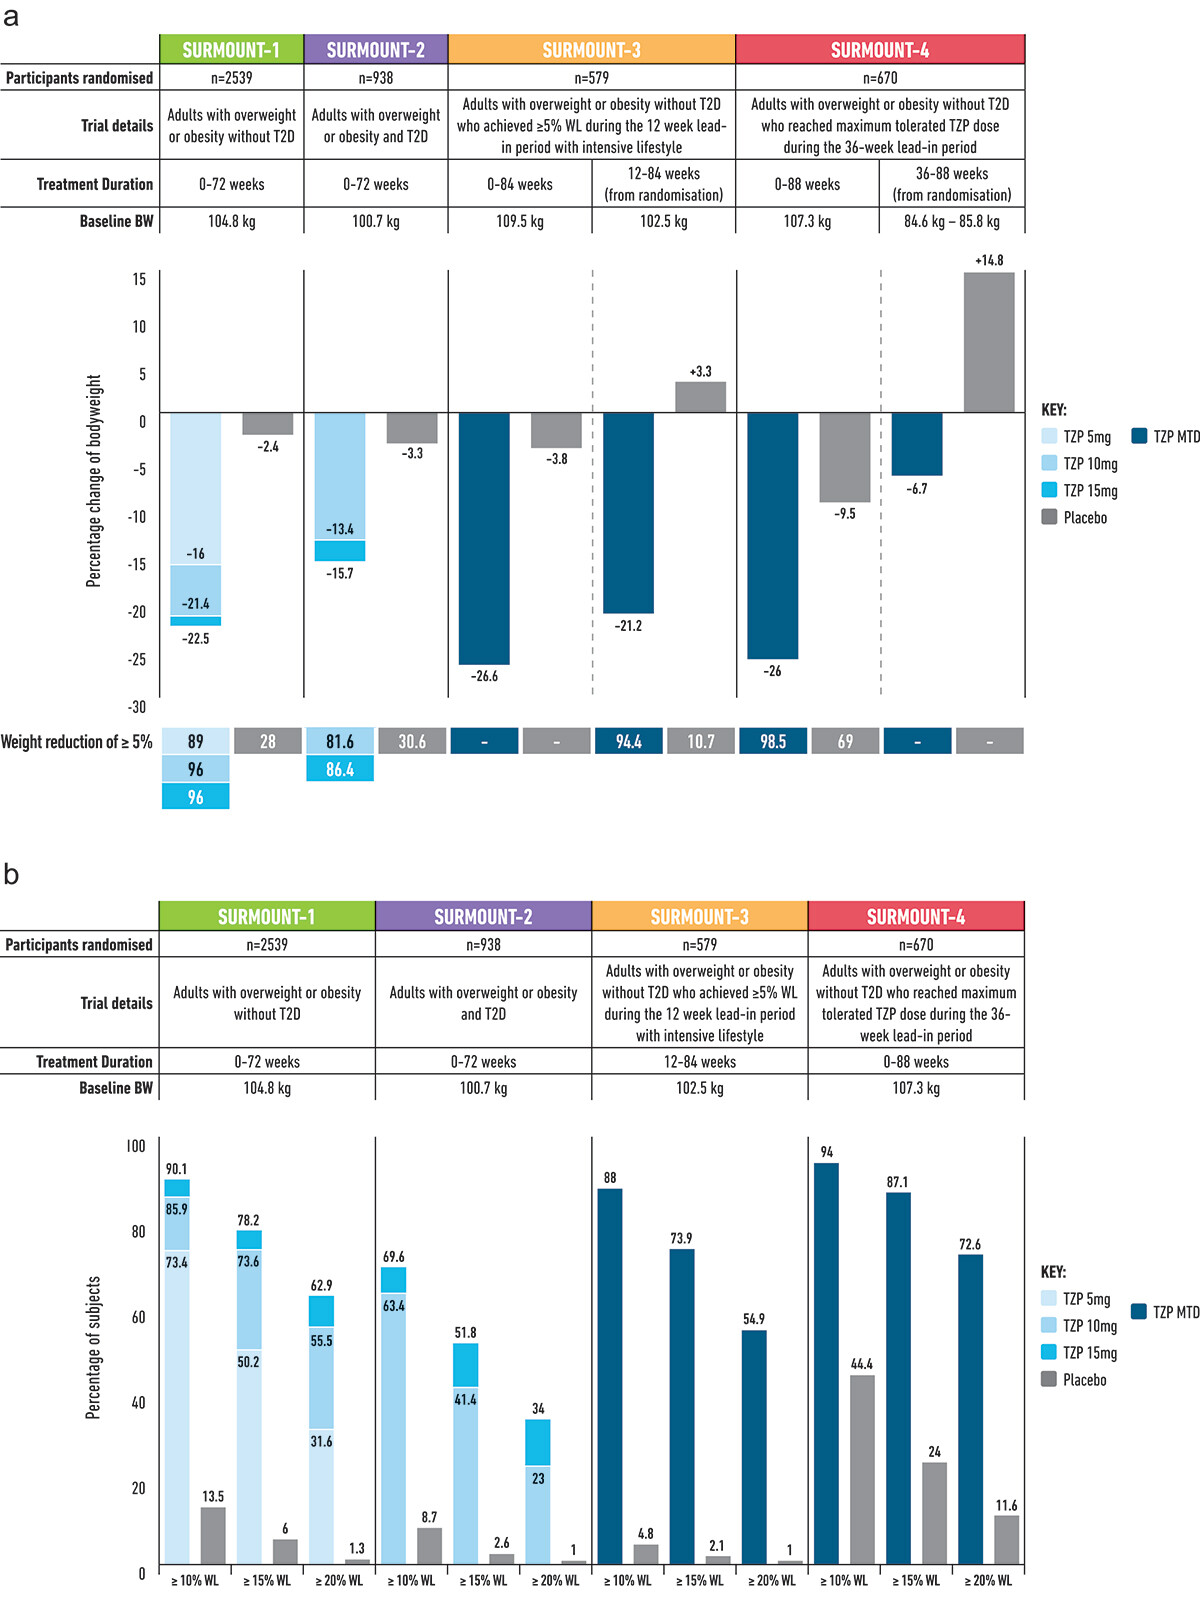 a
SURMOUNT-1 SURMOUNT-2 SURMOUNT-3 SURMOUNT-4
Participants randomised n=2539 n=938 n=579 n=670
Trial details
Adults with overweight
or obesity without T2D
Adults with overweight
or obesity and T2D
Adults with overweight or obesity without T2D
who achieved ≥5% WL during the 12 week lead-
in period with intensive lifestyle
Adults with overweight or obesity without T2D
who reached maximum tolerated TZP dose
during the 36-week lead-in period
Treatment Duration 0-72 weeks 0-72 weeks 0-84 weeks
12-84 weeks
(from randomisation)
0-88 weeks
36-88 weeks
(from randomisation)
Baseline BW 104.8 kg 100.7 kg 109.5 kg 102.5 kg 107.3 kg 84.6 kg – 85.8 kg
Percentage change of bodyweight
15
10
5
0
-5
-10
-15
-20
-25
-30
-16
-21.4
-22.5
-2.4
-13.4
-15.7
-3.3
-26.6
-3.8
-21.2
+3.3
-26
-9.5
-6.7
+14.8
KEY:
TZP 5mg TZP MTD
TZP 10mg
TZP 15mg
Placebo
Weight reduction of ≥ 5% 89 28 81.6 30.6 - - 94.4 10.7 98.5 69 - -
96 86.4
96
b
SURMOUNT-1 SURMOUNT-2 SURMOUNT-3 SURMOUNT-4
Participants randomised n=2539 n=938 n=579 n=670
Trial details
Adults with overweight or obesity
without T2D
Adults with overweight or obesity
and T2D
Adults with overweight or obesity
without T2D who achieved ≥5% WL
during the 12 week lead-in period
with intensive lifestyle
Adults with overweight or obesity
without T2D who reached maximum
tolerated TZP dose during the 36-
week lead-in period
Treatment Duration 0-72 weeks 0-72 weeks 12-84 weeks 0-88 weeks
Baseline BW 104.8 kg 100.7 kg 102.5 kg 107.3 kg
Percentage of subjects
100
80
60
40
20
0
90.1
85.9
73.4
13.5
78.2
73.6
50.2
6
62.9
55.5
31.6
1.3
69.6
63.4
8.7
51.8
41.4
2.6
34
23
1
88
4.8
73.9
2.1
54.9
1
94
44.4
87.1
24
72.6
11.6
≥ 10% WL ≥ 15% WL ≥ 20% WL ≥ 10% WL ≥ 15% WL ≥ 20% WL ≥ 10% WL ≥ 15% WL ≥ 20% WL ≥ 10% WL ≥ 15% WL ≥ 20% WL
KEY:
TZP 5mg TZP MTD
TZP 10mg
TZP 15mg
Placebo